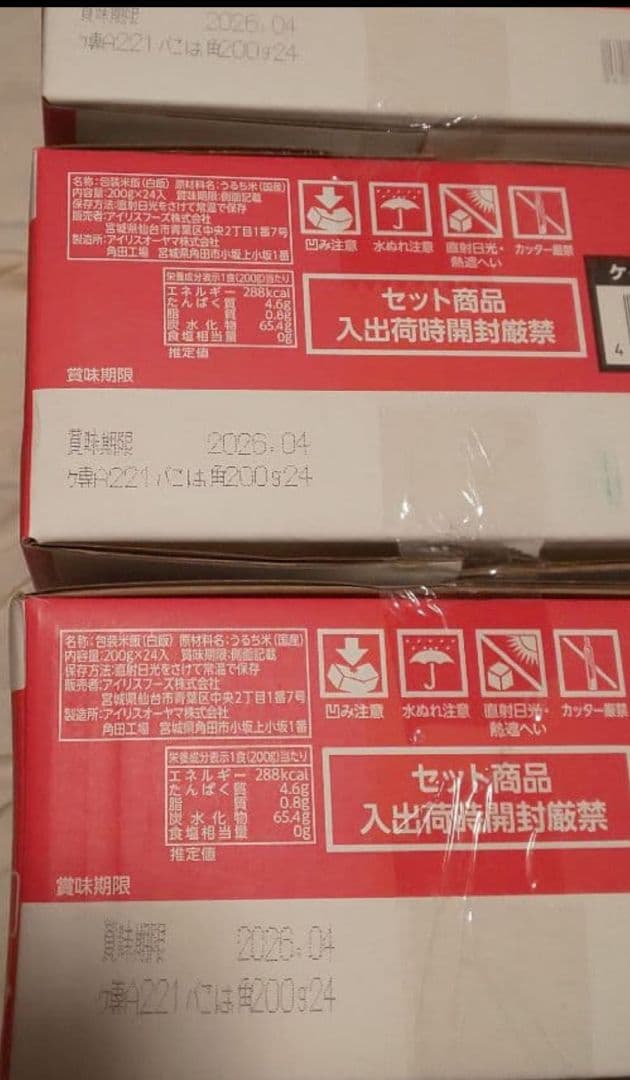 賞味期限 2026.04
ケ専A221 パごは 角200g24
名称:包装米飯(白飯) 原材料名:うるち米(国産)
内容量:200g×24入 賞味期限:側面記載
保存方法:直射日光をさけて常温で保存
販売者:アイリスフーズ株式会社
宮城県仙台市青葉区中央2丁目1番7号
製造所:アイリスオーヤマ株式会社
角田工場 宮城県角田市小坂上小坂1番
凹み注意 水ぬれ注意 直射日光・熱遮へい カッター厳禁
栄養成分表示1食(200g)当たり
エネルギー 288kcal
たんぱく質 4.6g
脂質 0.8g
炭水化物 65.4g
食塩相当量 0g
推定値
セット商品
入出荷時開封厳禁
ケ
4
賞味期限
賞味期限 2026.04
ケ専A221 パごは 角200g24
名称:包装米飯(白飯) 原材料名:うるち米(国産)
内容量:200g×24入 賞味期限:側面記載
保存方法:直射日光をさけて常温で保存
販売者:アイリスフーズ株式会社
宮城県仙台市青葉区中央2丁目1番7号
製造所:アイリスオーヤマ株式会社
角田工場 宮城県角田市小坂上小坂1番
凹み注意 水ぬれ注意 直射日光・熱遮へい カッター厳禁
栄養成分表示1食(200g)当たり
エネルギー 288kcal
たんぱく質 4.6g
脂質 0.8g
炭水化物 65.4g
食塩相当量 0g
推定値
セット商品
入出荷時開封厳禁
賞味期限
賞味期限 2026.04
ケ専A221 パごは 角200g24